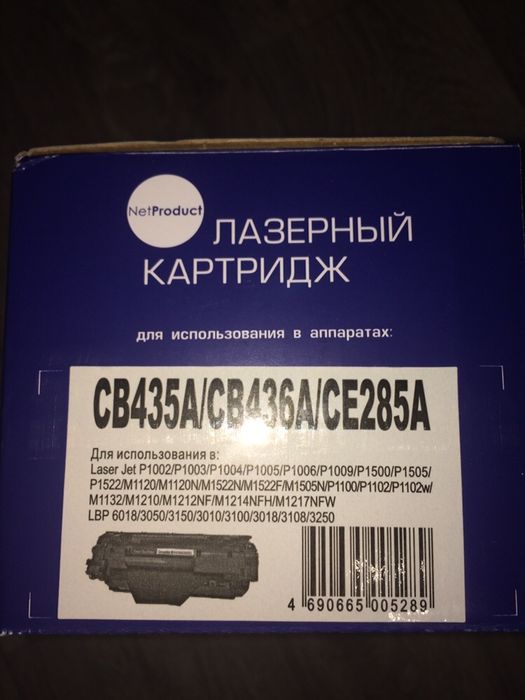 NetProduct
ЛАЗЕРНЫЙ
КАРТРИДЖ
для использования в аппаратах:
CB435A/CB436A/CE285A
Для использования в:
Laser Jet P1002/P1003/P1004/P1005/P1006/P1009/P1500/P1505/
P1522/M1120/M1120N/M1522N/M1522F/M1505N/P1100/P1102/P1102w/
M1132/M1210/M1212NF/M1214NFH/M1217NFW
LBP 6018/3050/3150/3010/3100/3018/3108/3250
4 690665 005289